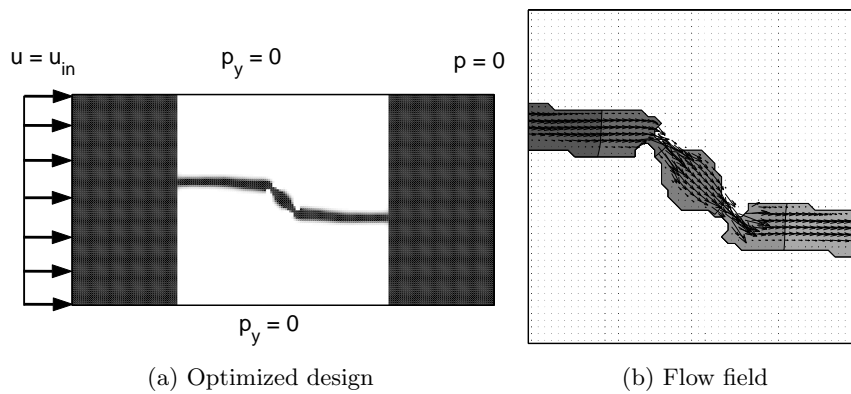 u = u_in
p_y = 0
p = 0
p_y = 0
(a) Optimized design
(b) Flow field